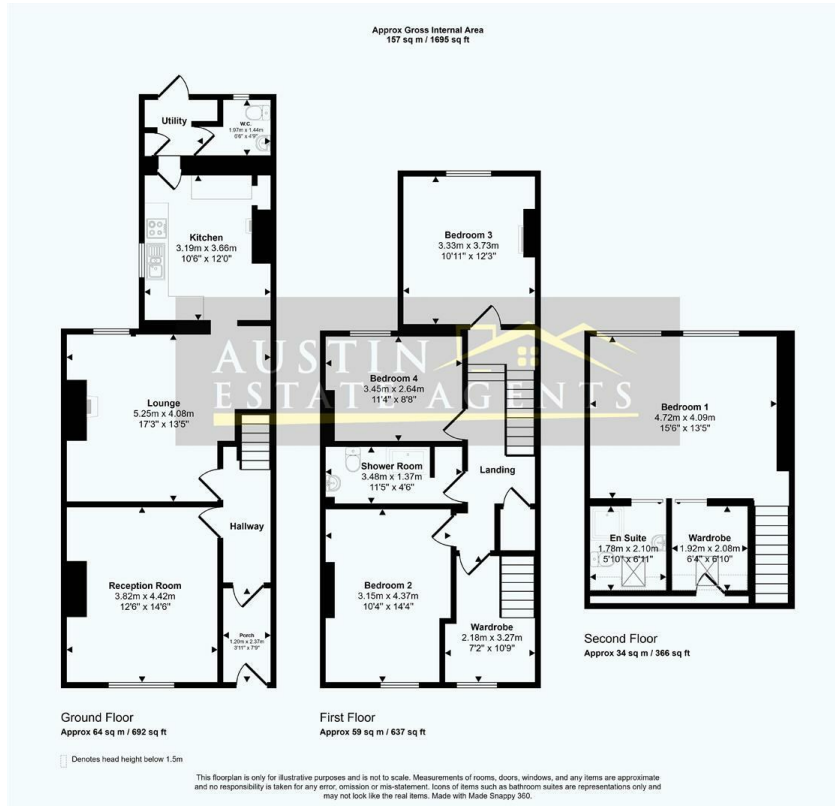 Approx Gross Internal Area
157 sq m / 1695 sq ft
Utility
W.C.
1.97m x 1.44m
6'6" x 4'9"
Kitchen
3.19m x 3.66m
10'6" x 12'0"
Bedroom 3
3.33m x 3.73m
10'11" x 12'3"
AUSTIN
ESTATE AGENTS
Lounge
5.25m x 4.08m
17'3" x 13'5"
Bedroom 4
3.45m x 2.64m
11'4" x 8'8"
Bedroom 1
4.72m x 4.09m
15'6" x 13'5"
Shower Room
3.48m x 1.37m
11'5" x 4'6"
Landing
Hallway
En Suite
1.78m x 2.10m
5'10" x 6'11"
Wardrobe
1.92m x 2.08m
6'4" x 6'10"
Reception Room
3.82m x 4.42m
12'6" x 14'6"
Bedroom 2
3.15m x 4.37m
10'4" x 14'4"
Porch
1.20m x 2.37m
3'11" x 7'9"
Wardrobe
2.18m x 3.27m
7'2" x 10'9"
Second Floor
Approx 34 sq m / 366 sq ft
Ground Floor
Approx 64 sq m / 692 sq ft
First Floor
Approx 59 sq m / 637 sq ft
Denotes head height below 1.5m
This floorplan is only for illustrative purposes and is not to scale. Measurements of rooms, doors, windows, and any items are approximate
and no responsibility is taken for any error, omission or mis-statement. Icons of items such as bathroom suites are representations only and
may not look like the real items. Made with Made Snappy 360.